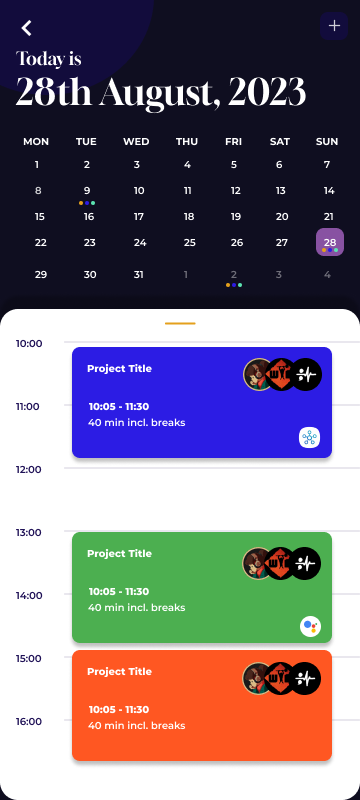 Today is
28th August, 2023
MON TUE WED THU FRI SAT SUN
1 2 3 4 5 6 7
8 9 10 11 12 13 14
15 16 17 18 19 20 21
22 23 24 25 26 27 28
29 30 31 1 2 3 4
10:00
Project Title
11:00
10:05 - 11:30
40 min incl. breaks
12:00
13:00
Project Title
14:00
10:05 - 11:30
40 min incl. breaks
15:00
Project Title
10:05 - 11:30
16:00
40 min incl. breaks